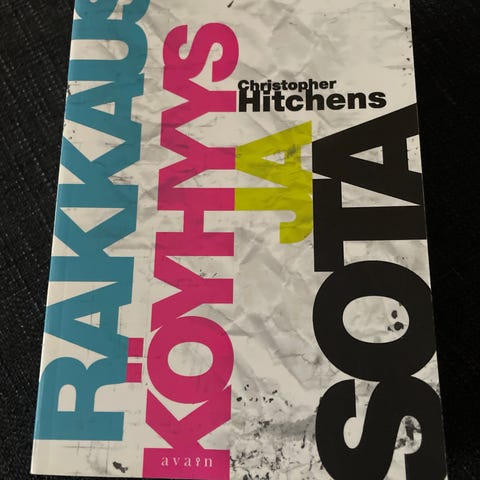 Christopher
Hitchens
RAKKAUS
KÖYHYYS
JA
SOTA
avain